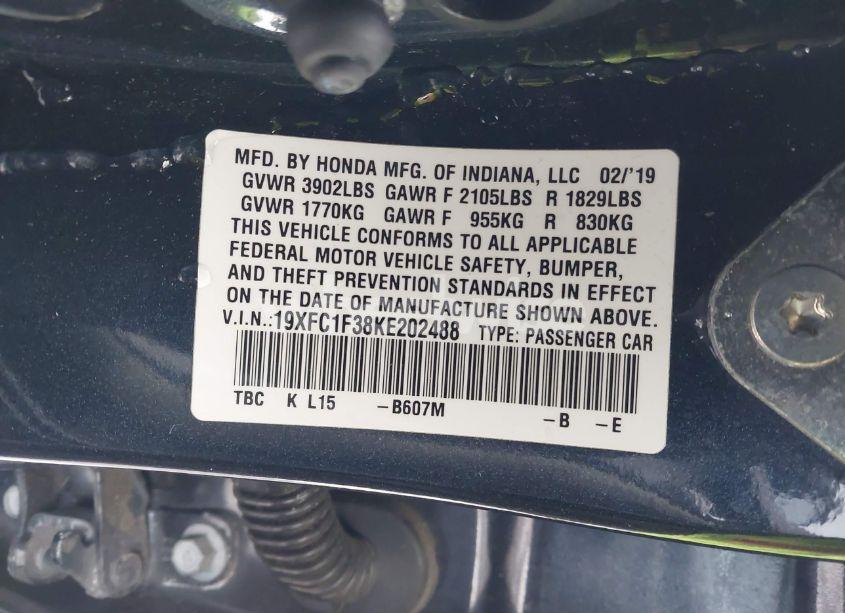 MFD. BY HONDA MFG. OF INDIANA, LLC 02/'19
GVWR 3902LBS GAWR F 2105LBS R 1829LBS
GVWR 1770KG GAWR F 955KG R 830KG
THIS VEHICLE CONFORMS TO ALL APPLICABLE
FEDERAL MOTOR VEHICLE SAFETY, BUMPER,
AND THEFT PREVENTION STANDARDS IN EFFECT
ON THE DATE OF MANUFACTURE SHOWN ABOVE.
V.I.N.:19XFC1F38KE202488 TYPE: PASSENGER CAR
TBC K L15 -B607M -B -E